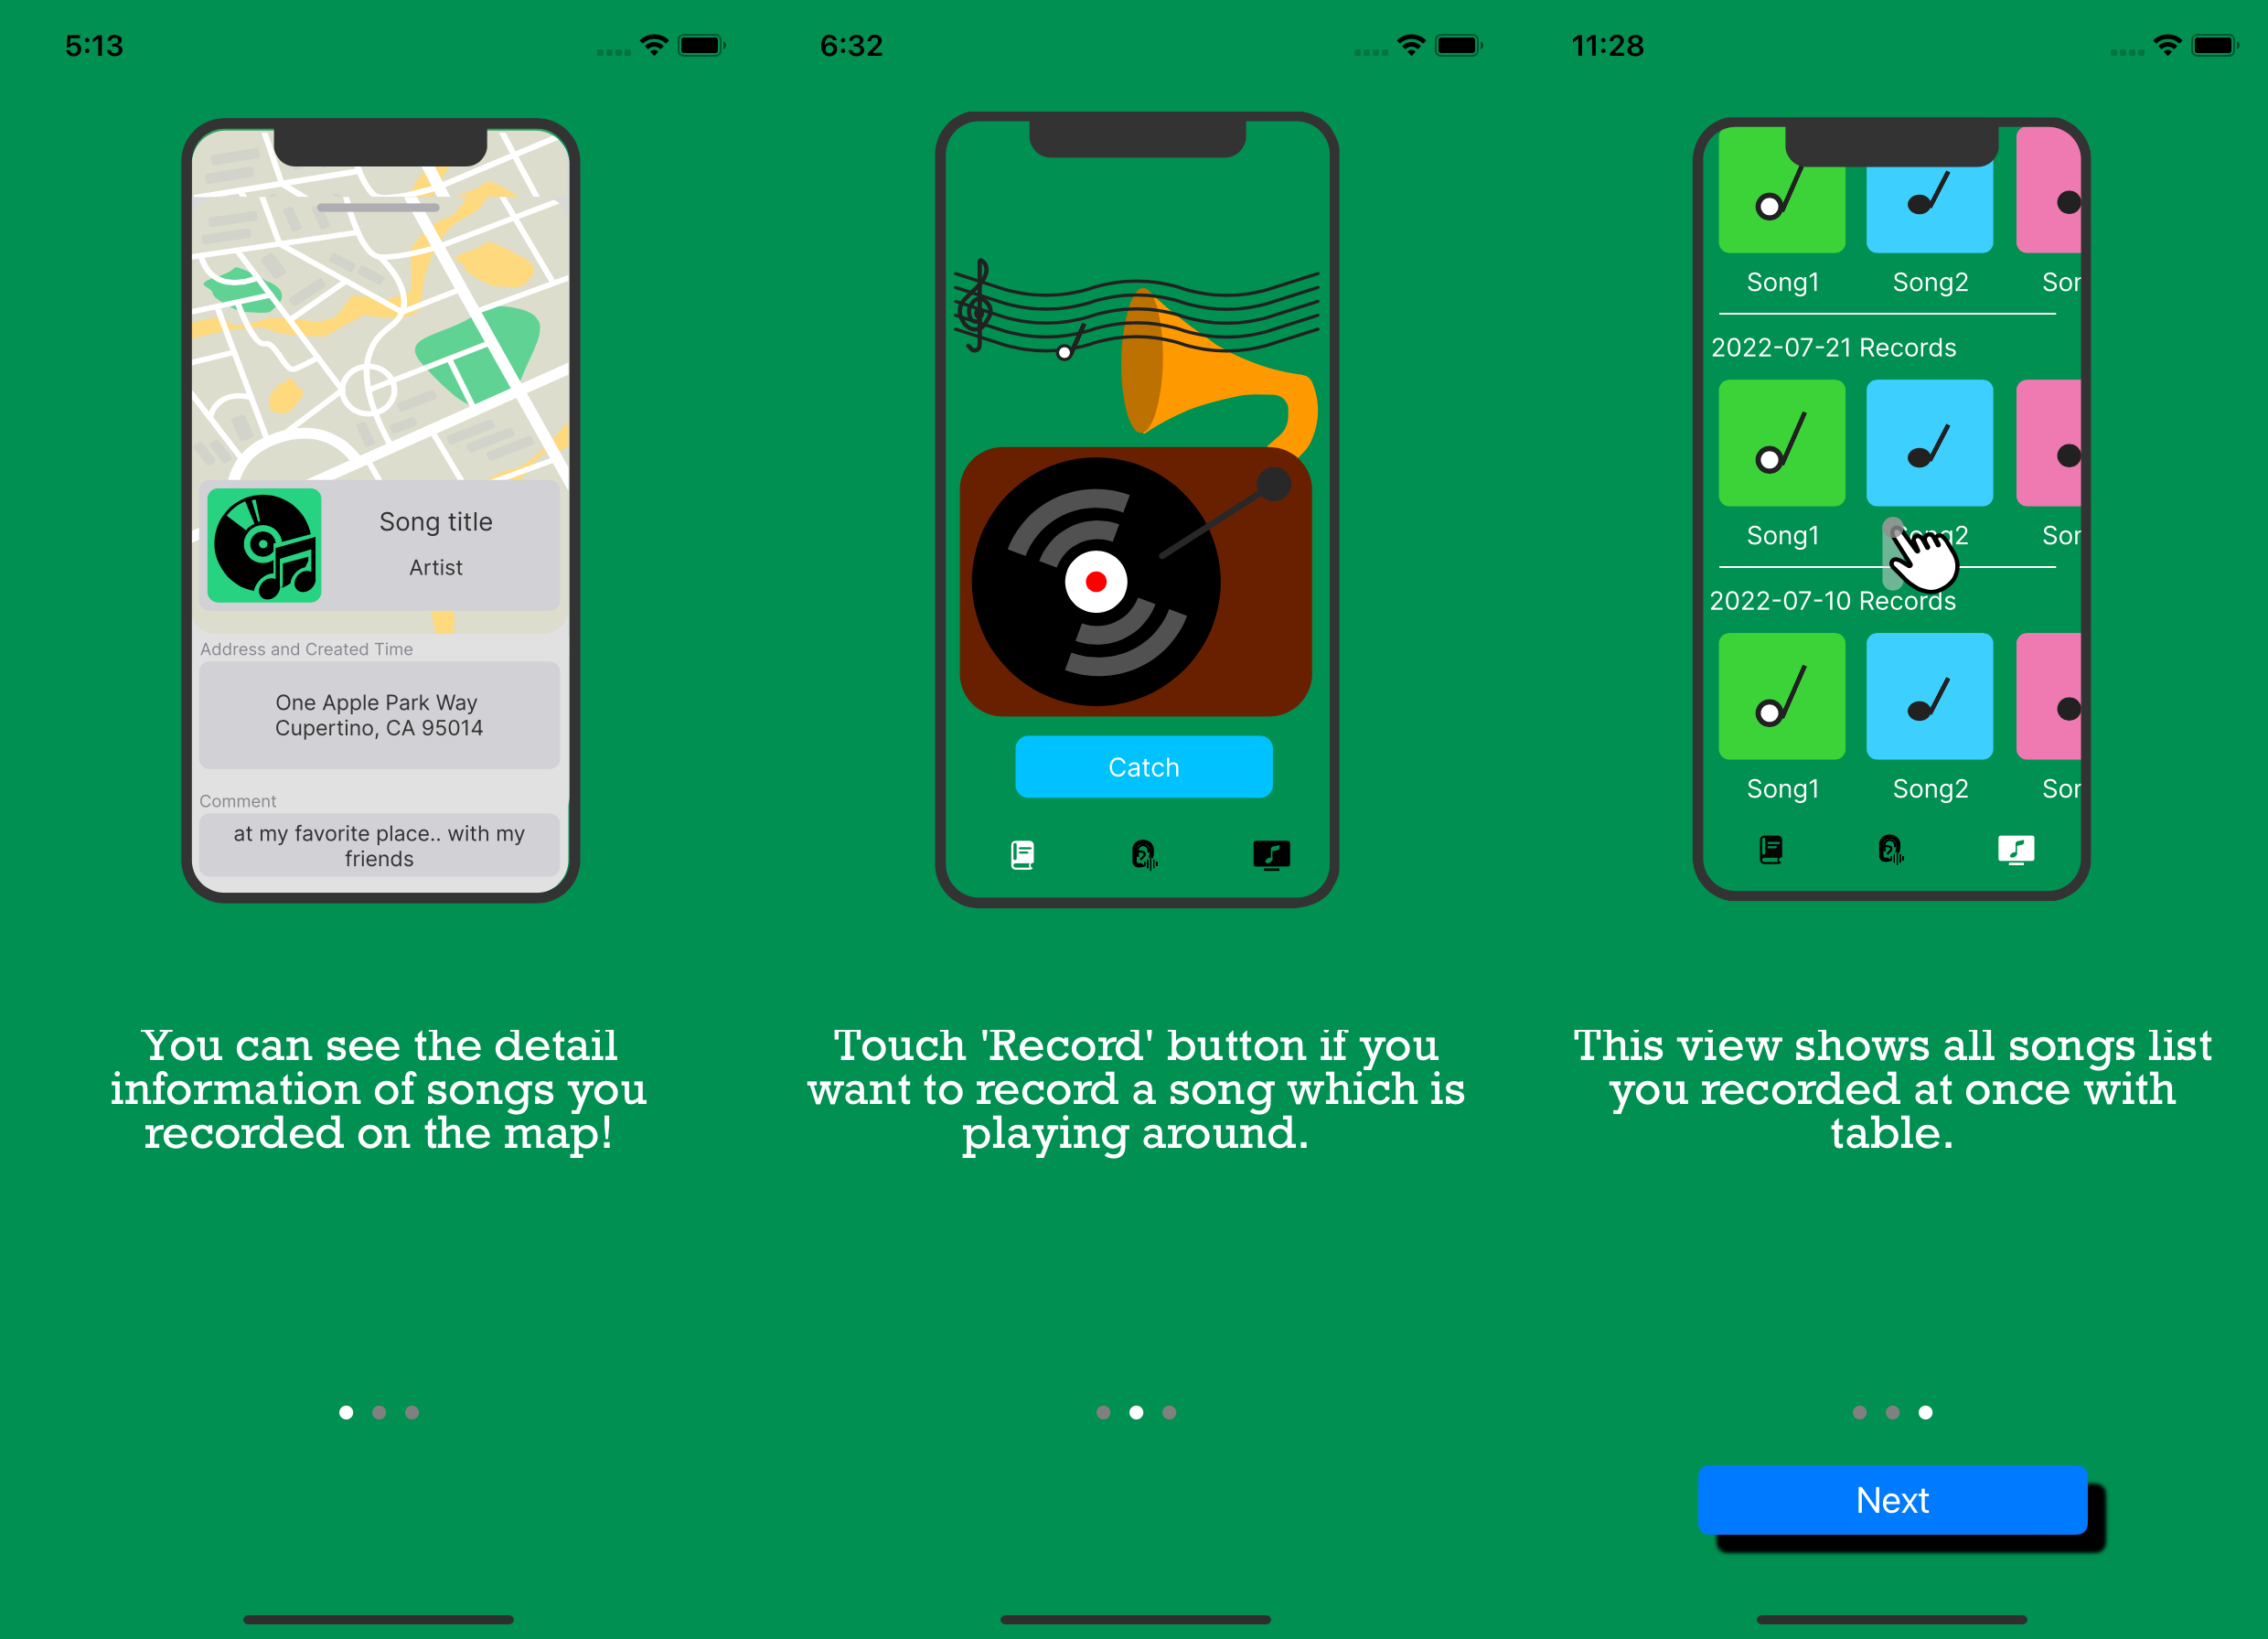 5:13
Song title
Artist
Address and Created Time
One Apple Park Way
Cupertino, CA 95014
Comment
at my favorite place.. with my
friends
You can see the detail
information of songs you
recorded on the map!
6:32
Catch
Touch 'Record' button if you
want to record a song which is
playing around.
11:28
Song1
Song2
Son
2022-07-21 Records
Song1
Song2
Son
2022-07-10 Records
Song1
Song2
Son
This view shows all songs list
you recorded at once with
table.
Next